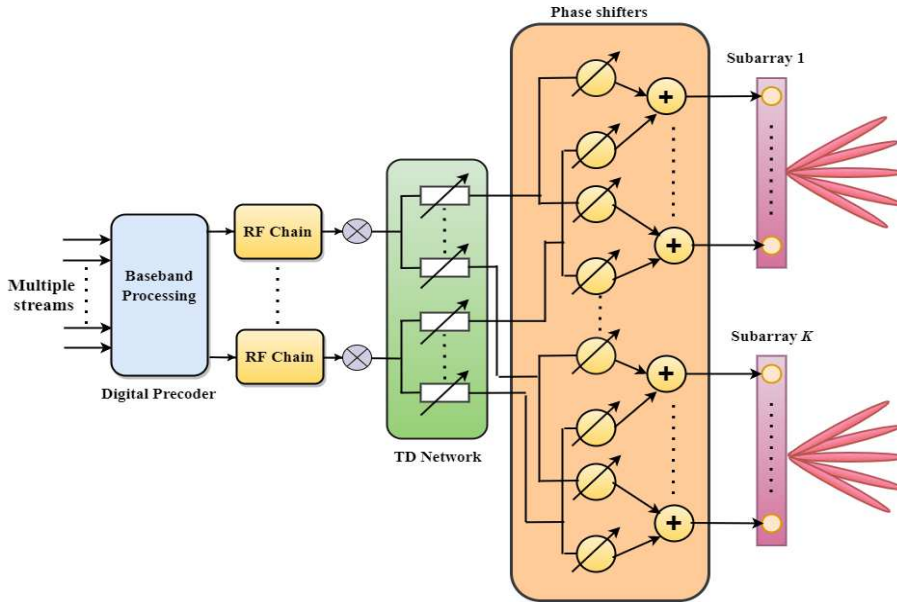 Phase shifters
Subarray 1
RF Chain
Baseband
Processing
Multiple
streams
RF Chain
Digital Precoder
TD Network
Subarray K
+
+
+
+